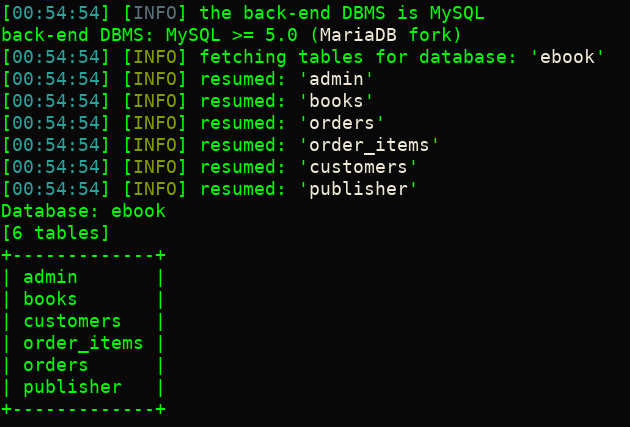 [00:54:54] [INFO] the back-end DBMS is MySQL
back-end DBMS: MySQL >= 5.0 (MariaDB fork)
[00:54:54] [INFO] fetching tables for database: 'ebook'
[00:54:54] [INFO] resumed: 'admin'
[00:54:54] [INFO] resumed: 'books'
[00:54:54] [INFO] resumed: 'orders'
[00:54:54] [INFO] resumed: 'order_items'
[00:54:54] [INFO] resumed: 'customers'
[00:54:54] [INFO] resumed: 'publisher'
Database: ebook
[6 tables]
+-------------+
| admin       |
| books       |
| customers   |
| order_items |
| orders      |
| publisher   |
+-------------+